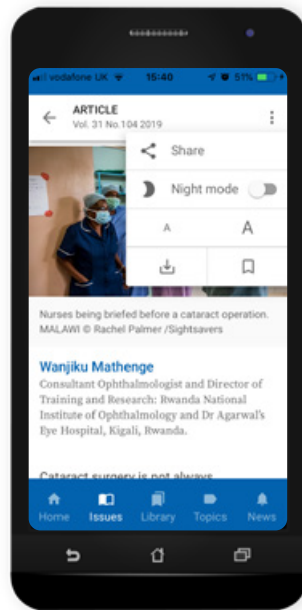 vodafone UK 15:40 51%
ARTICLE
Vol. 31 No.104 2019
Share
Night mode
A A
Nurses being briefed before a cataract operation.
MALAWI © Rachel Palmer /Sightsavers
Wanjiku Mathenge
Consultant Ophthalmologist and Director of
Training and Research: Rwanda National
Institute of Ophthalmology and Dr Agarwal's
Eye Hospital, Kigali, Rwanda.
Cataract surgery is not always
Home Issues Library Topics News